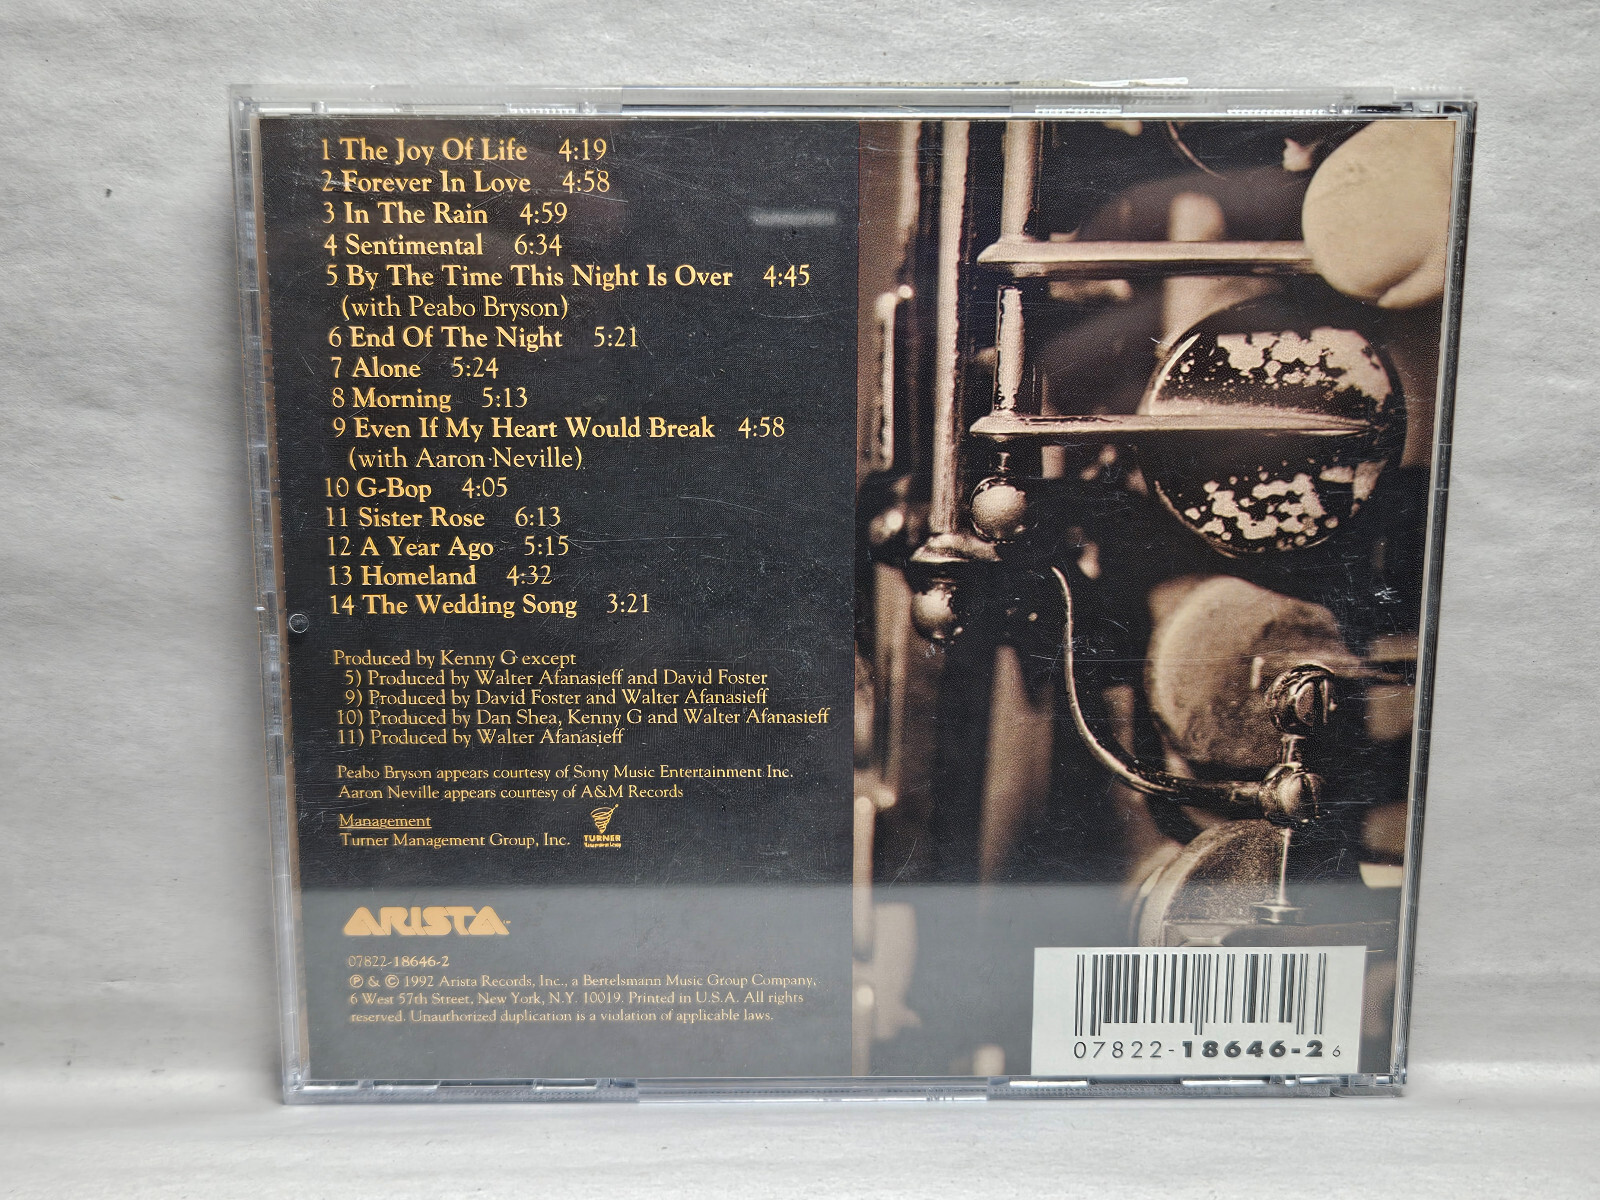 1 The Joy Of Life 4:19
2 Forever In Love 4:58
3 In The Rain 4:59
4 Sentimental 6:34
5 By The Time This Night Is Over 4:45
(with Peabo Bryson)
6 End Of The Night 5:21
7 Alone 5:24
8 Morning 5:13
9 Even If My Heart Would Break 4:58
(with Aaron Neville)
10 G-Bop 4:05
11 Sister Rose 6:13
12 A Year Ago 5:15
13 Homeland 4:32
14 The Wedding Song 3:21
Produced by Kenny G except
5) Produced by Walter Afanasieff and David Foster
9) Produced by David Foster and Walter Afanasieff
10) Produced by Dan Shea, Kenny G and Walter Afanasieff
11) Produced by Walter Afanasieff
Peabo Bryson appears courtesy of Sony Music Entertainment Inc.
Aaron Neville appears courtesy of A&M Records
Management
Turner Management Group, Inc.
TURNER
ARISTA
07822-18646-2
℗ & © 1992 Arista Records, Inc., a Bertelsmann Music Group Company,
6 West 57th Street, New York, N.Y. 10019. Printed in U.S.A. All rights
reserved. Unauthorized duplication is a violation of applicable laws.
07822-18646-2 6